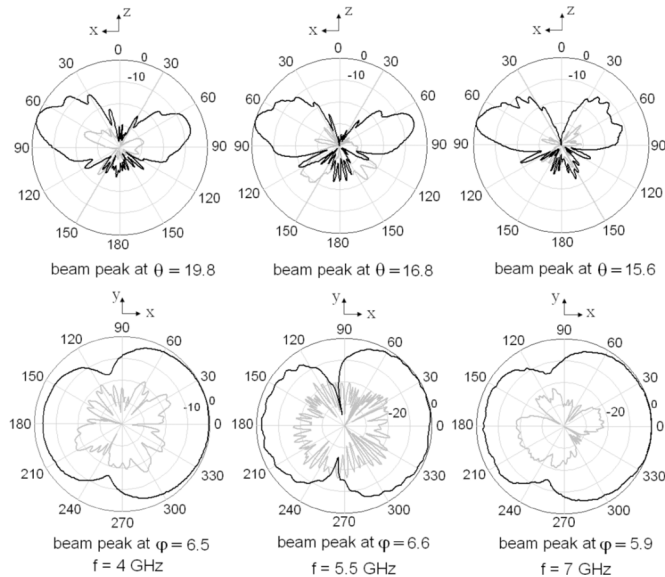 z z z
x x x
0 0 0
30 0 30 30 0 30 30 0 30
-10 -10 -10
60 60 60 60 60 60
90 90 90 90 90 90
120 120 120 120 120 120
150 150 150 150 150 150
180 180 180
beam peak at θ = 19.8 beam peak at θ = 16.8 beam peak at θ = 15.6
y y y
x x x
90 90 90
120 60 120 60 120 60
150 30 150 30 150 30
0 0 0
-10 -20 -20
180 0 180 0 180 0
210 330 210 330 210 330
240 300 240 300 240 300
270 270 270
beam peak at φ = 6.5 beam peak at φ = 6.6 beam peak at φ = 5.9
f = 4 GHz f = 5.5 GHz f = 7 GHz